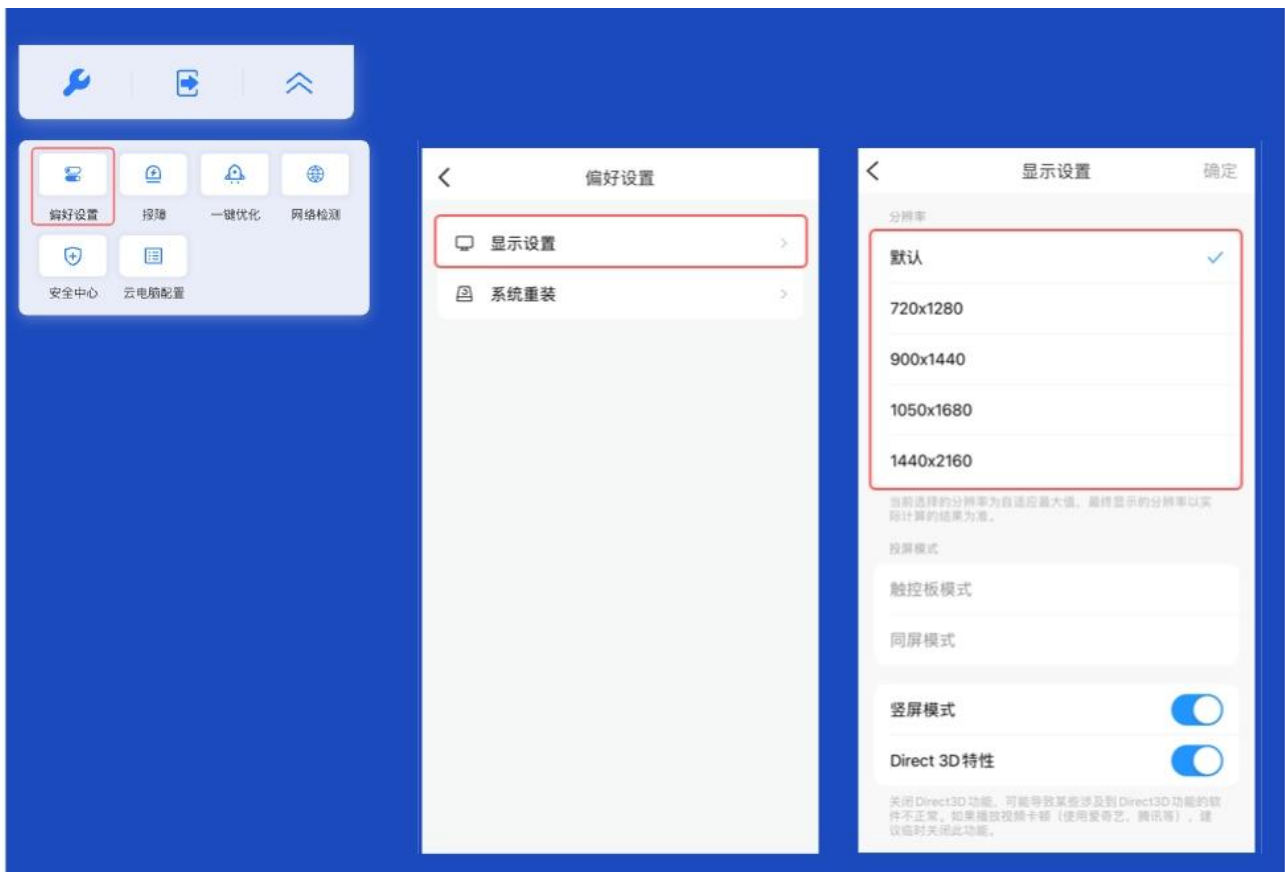 偏好设置
报障
一键优化
网络检测
安全中心
云电脑配置
偏好设置
显示设置
系统重装
显示设置
确定
分辨率
默认
720x1280
900x1440
1050x1680
1440x2160
当前选择的分辨率为自适应最大值，最终显示的分辨率以实
际计算的结果为准。
投屏模式
触控板模式
同屏模式
竖屏模式
Direct 3D特性
关闭Direct3D功能，可能导致某些涉及到Direct3D功能的软
件不正常，如果播放视频卡顿（使用爱奇艺、腾讯等），建
议临时关闭此功能。